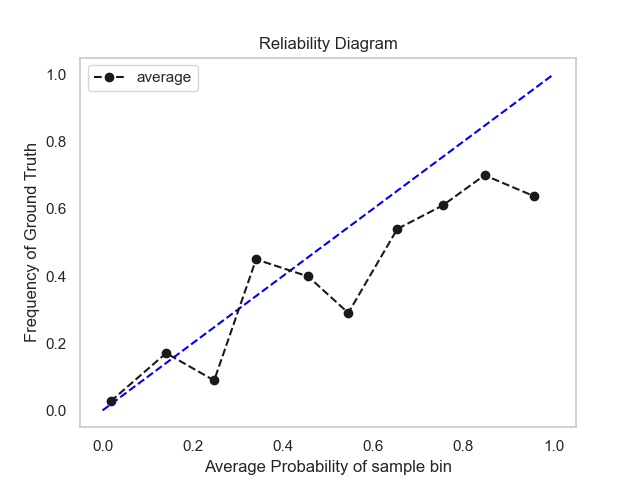 Reliability Diagram
average
Frequency of Ground Truth
1.0
0.8
0.6
0.4
0.2
0.0
0.0 0.2 0.4 0.6 0.8 1.0
Average Probability of sample bin